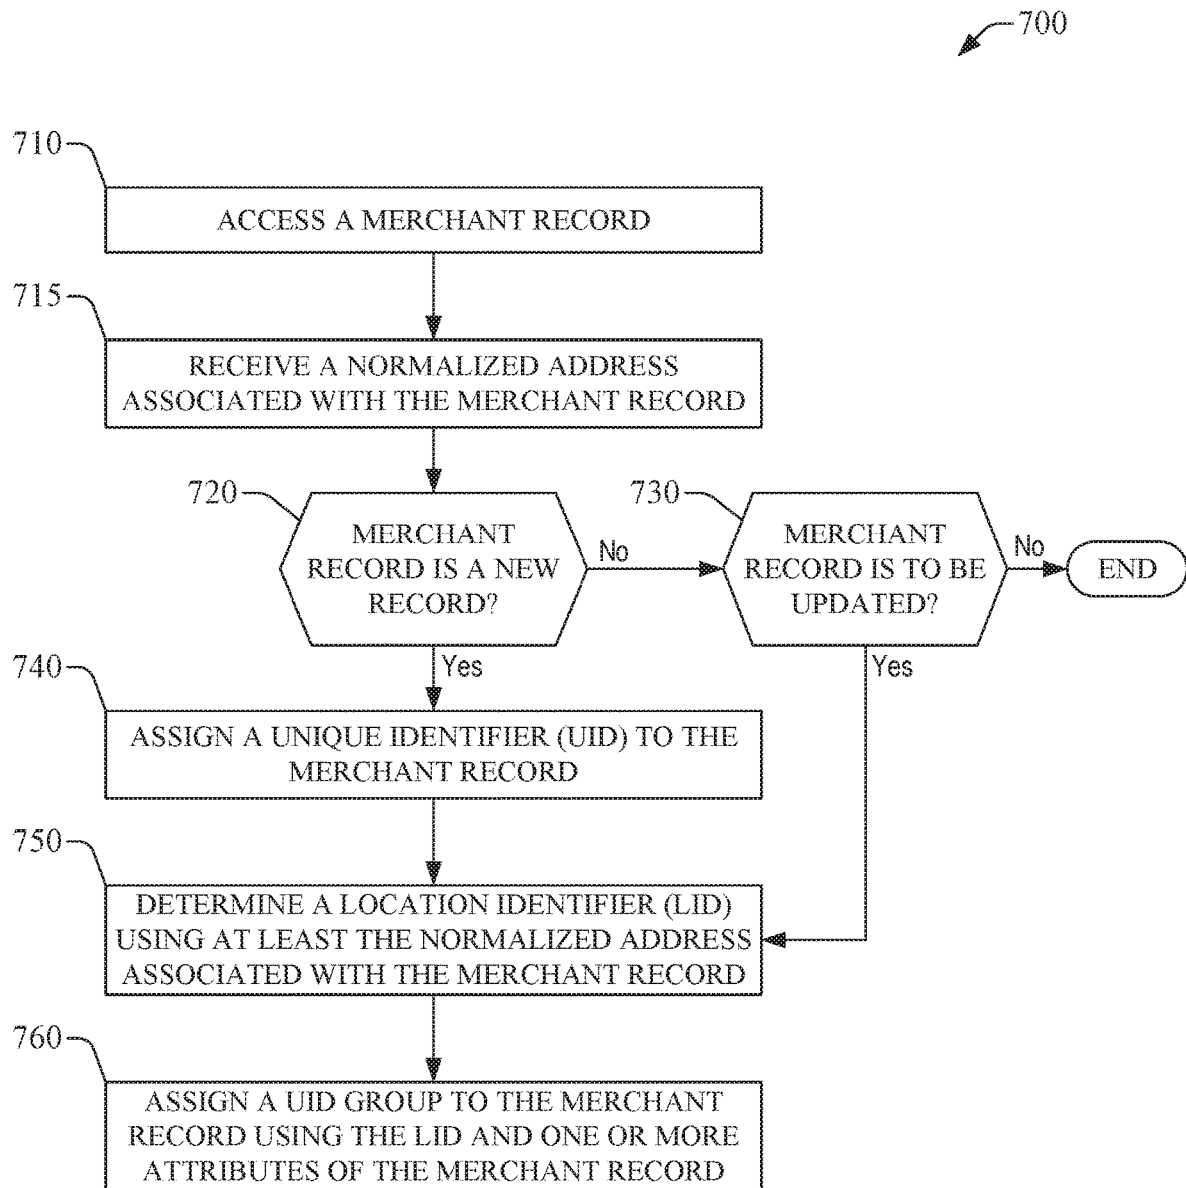 700
710
ACCESS A MERCHANT RECORD
715
RECEIVE A NORMALIZED ADDRESS
ASSOCIATED WITH THE MERCHANT RECORD
720
MERCHANT
RECORD IS A NEW
RECORD?
No
730
MERCHANT
RECORD IS TO BE
UPDATED?
No
END
Yes
Yes
740
ASSIGN A UNIQUE IDENTIFIER (UID) TO THE
MERCHANT RECORD
750
DETERMINE A LOCATION IDENTIFIER (LID)
USING AT LEAST THE NORMALIZED ADDRESS
ASSOCIATED WITH THE MERCHANT RECORD
760
ASSIGN A UID GROUP TO THE MERCHANT
RECORD USING THE LID AND ONE OR MORE
ATTRIBUTES OF THE MERCHANT RECORD